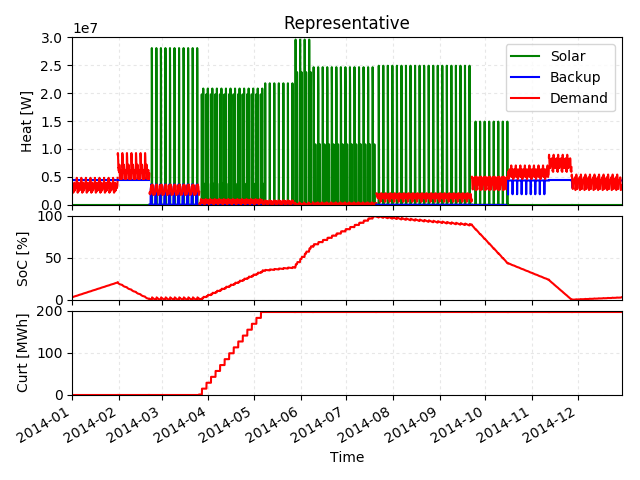 Representative
1e7
3.0
2.5
2.0
1.5
1.0
0.5
0.0
Heat [W]
Solar
Backup
Demand
100
50
0
SoC [%]
200
100
0
Curt [MWh]
2014-01
2014-02
2014-03
2014-04
2014-05
2014-06
2014-07
2014-08
2014-09
2014-10
2014-11
2014-12
Time